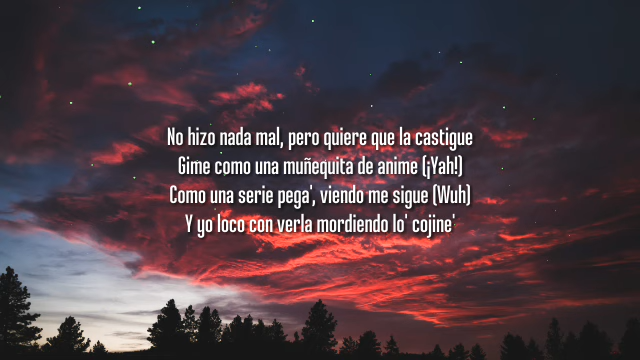 No hizo nada mal, pero quiere que la castigue
Gime como una muñequita de anime (¡Yah!)
Como una serie pega', viendo me sigue (Wuh)
Y yo loco con verla mordiendo lo' cojine'